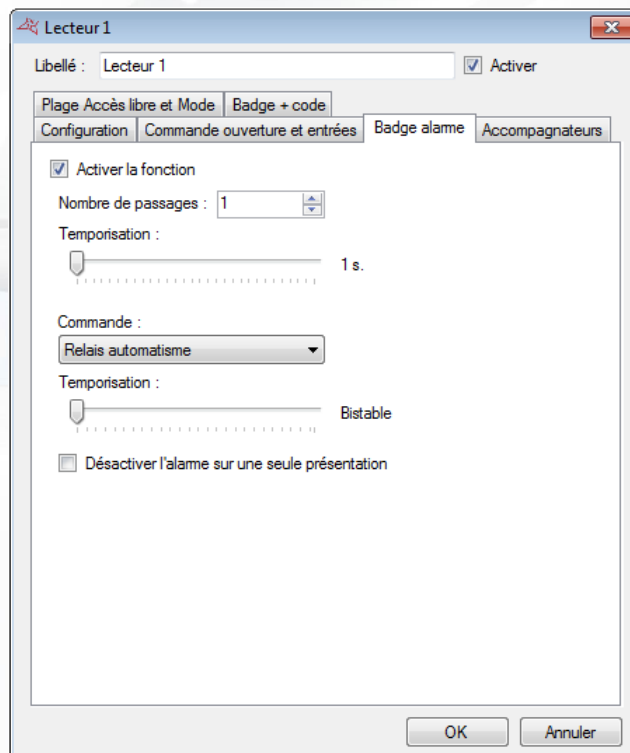 Lecteur 1
Libellé : Lecteur 1 Activer
Plage Accès libre et Mode Badge + code
Configuration Commande ouverture et entrées Badge alarme Accompagnateurs
Activer la fonction
Nombre de passages : 1
Temporisation :
1 s.
Commande :
Relais automatisme
Temporisation :
Bistable
Désactiver l'alarme sur une seule présentation
OK Annuler